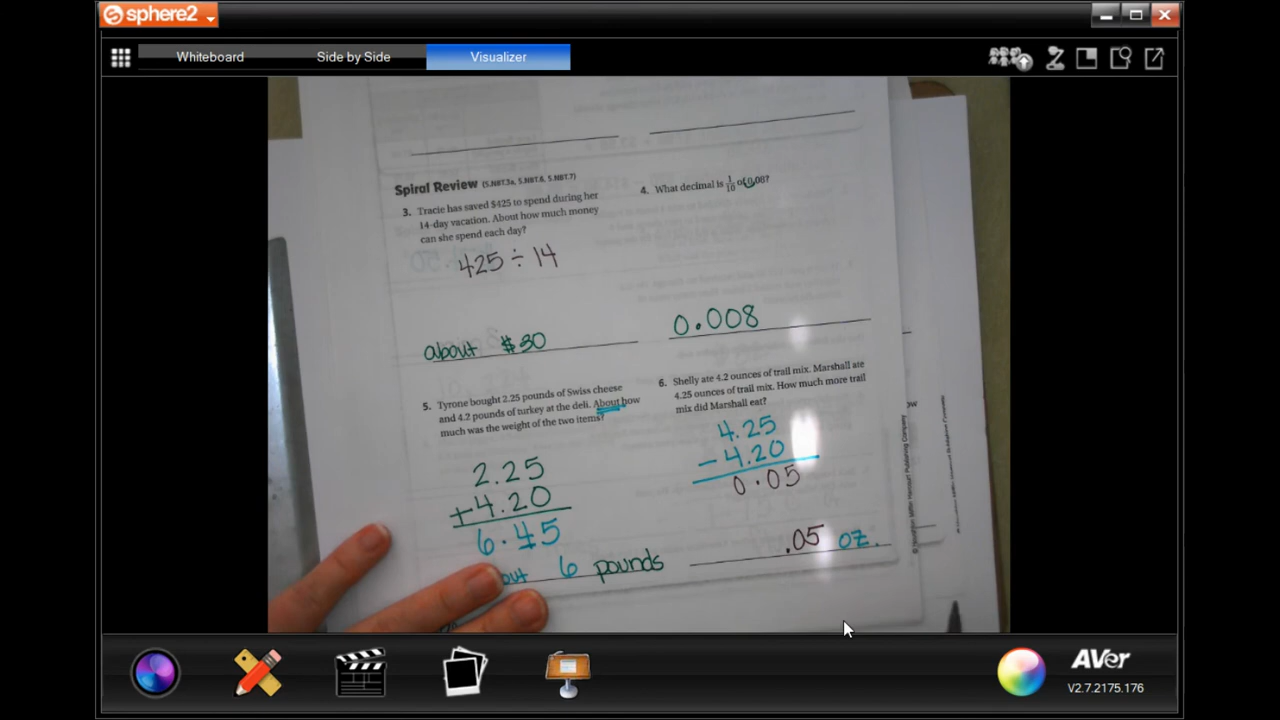 sphere2
Whiteboard
Side by Side
Visualizer
Spiral Review (5.NBT.3a, 5.NBT.6, 5.NBT.7)
3. Tracie has saved $425 to spend during her
14-day vacation. About how much money
can she spend each day?
425 ÷ 14
about $30
4. What decimal is 1/10 of 0.08?
0.008
5. Tyrone bought 2.25 pounds of Swiss cheese
and 4.2 pounds of turkey at the deli. About how
much was the weight of the two items?
2.25
+4.20
6.45
6 pounds
6. Shelly ate 4.2 ounces of trail mix. Marshall ate
4.25 ounces of trail mix. How much more trail
mix did Marshall eat?
4.25
- 4.20
0.05
.05 oz.
© Houghton Mifflin Harcourt Publishing Company
AVer
V2.7.2175.176